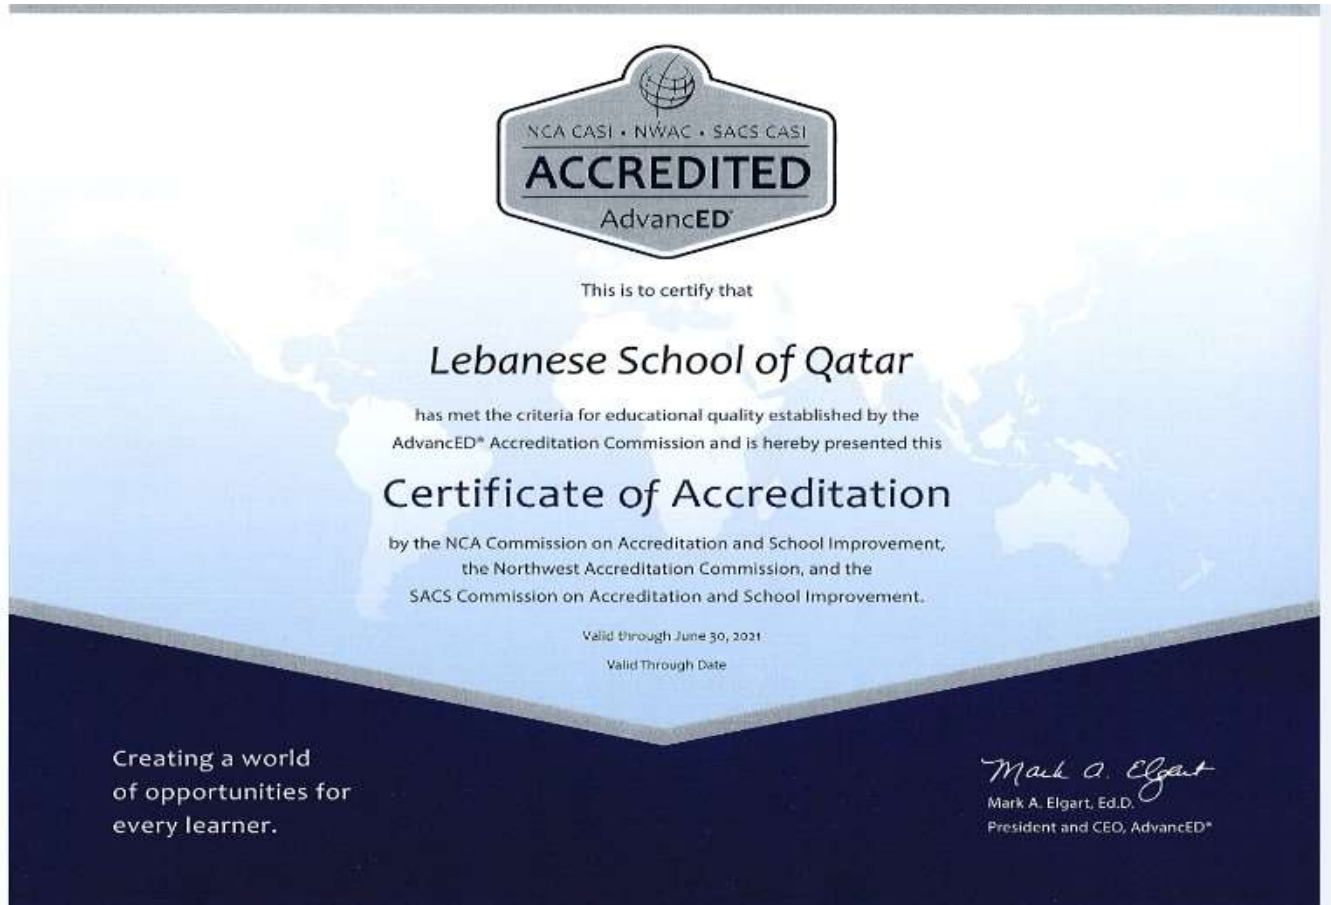 NCA CASI • NWAC • SACS CASI
ACCREDITED
AdvancED®
This is to certify that
Lebanese School of Qatar
has met the criteria for educational quality established by the
AdvancED® Accreditation Commission and is hereby presented this
Certificate of Accreditation
by the NCA Commission on Accreditation and School Improvement,
the Northwest Accreditation Commission, and the
SACS Commission on Accreditation and School Improvement.
Valid through June 30, 2021
Valid Through Date
Creating a world
of opportunities for
every learner.
Mark A. Elgart
Mark A. Elgart, Ed.D.
President and CEO, AdvancED®